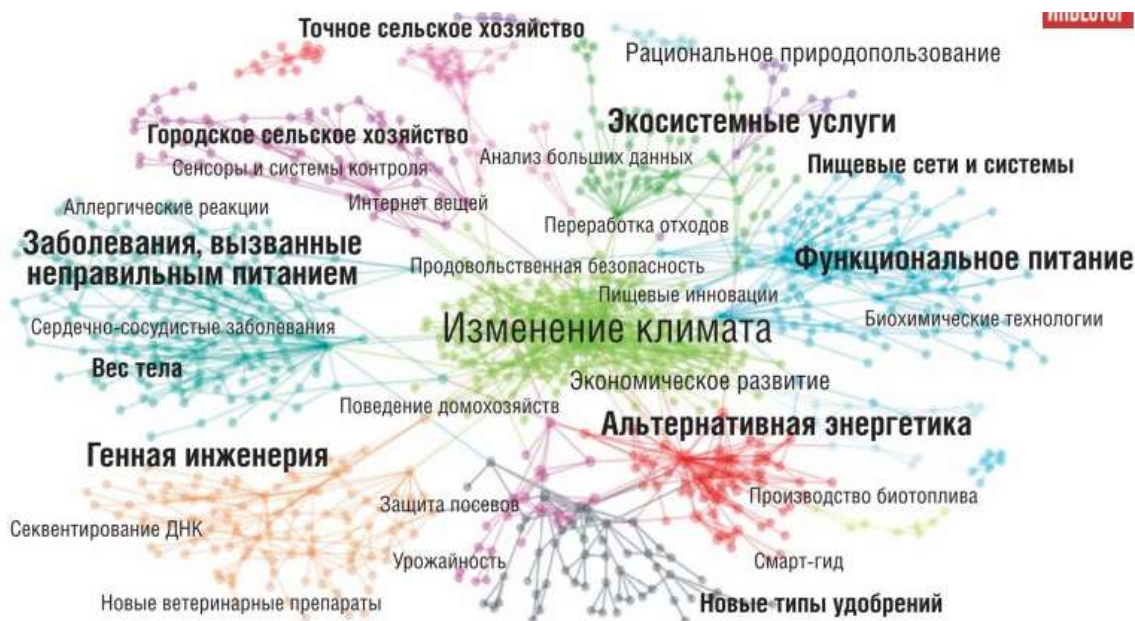 ИНВЕСТОР
Точное сельское хозяйство
Рациональное природопользование
Экосистемные услуги
Городское сельское хозяйство
Анализ больших данных
Пищевые сети и системы
Сенсоры и системы контроля
Интернет вещей
Аллергические реакции
Переработка отходов
Заболевания, вызванные
неправильным питанием
Функциональное питание
Продовольственная безопасность
Пищевые инновации
Изменение климата
Биохимические технологии
Сердечно-сосудистые заболевания
Вес тела
Экономическое развитие
Поведение домохозяйств
Альтернативная энергетика
Генная инженерия
Защита посевов
Производство биотоплива
Секвентирование ДНК
Урожайность
Смарт-гид
Новые ветеринарные препараты
Новые типы удобрений